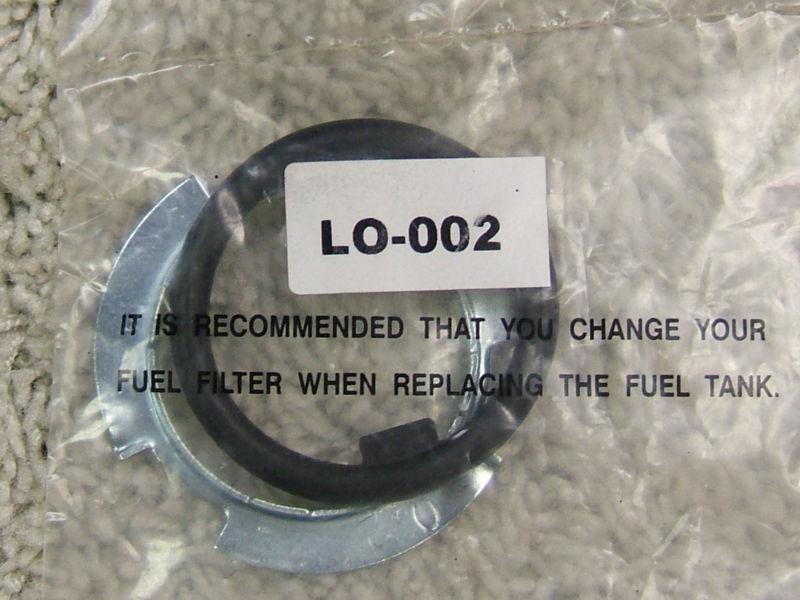 LO-002
IT IS RECOMMENDED THAT YOU CHANGE YOUR
FUEL FILTER WHEN REPLACING THE FUEL TANK.